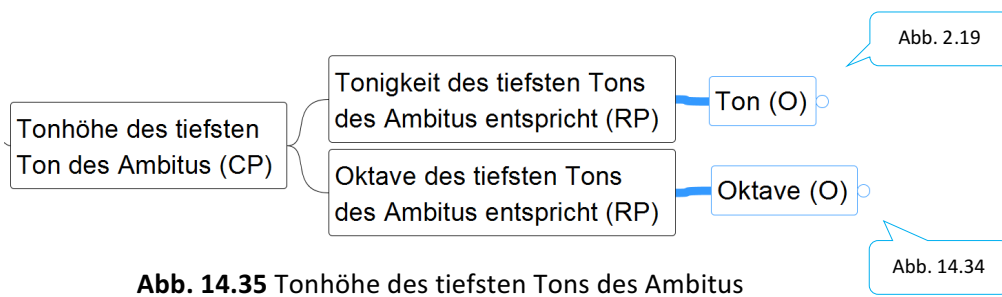 Abb. 2.19
Tonigkeit des tiefsten Tons
des Ambitus entspricht (RP)
Ton (O)
Tonhöhe des tiefsten
Ton des Ambitus (CP)
Oktave des tiefsten Tons
des Ambitus entspricht (RP)
Oktave (O)
Abb. 14.34
Abb. 14.35 Tonhöhe des tiefsten Tons des Ambitus